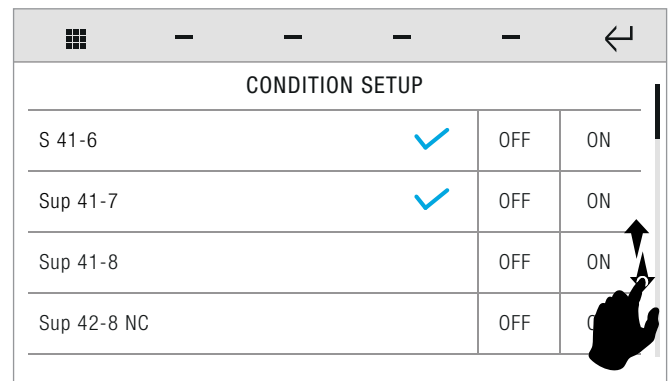 CONDITION SETUP
S 41-6 OFF ON
Sup 41-7 OFF ON
Sup 41-8 OFF ON
Sup 42-8 NC OFF